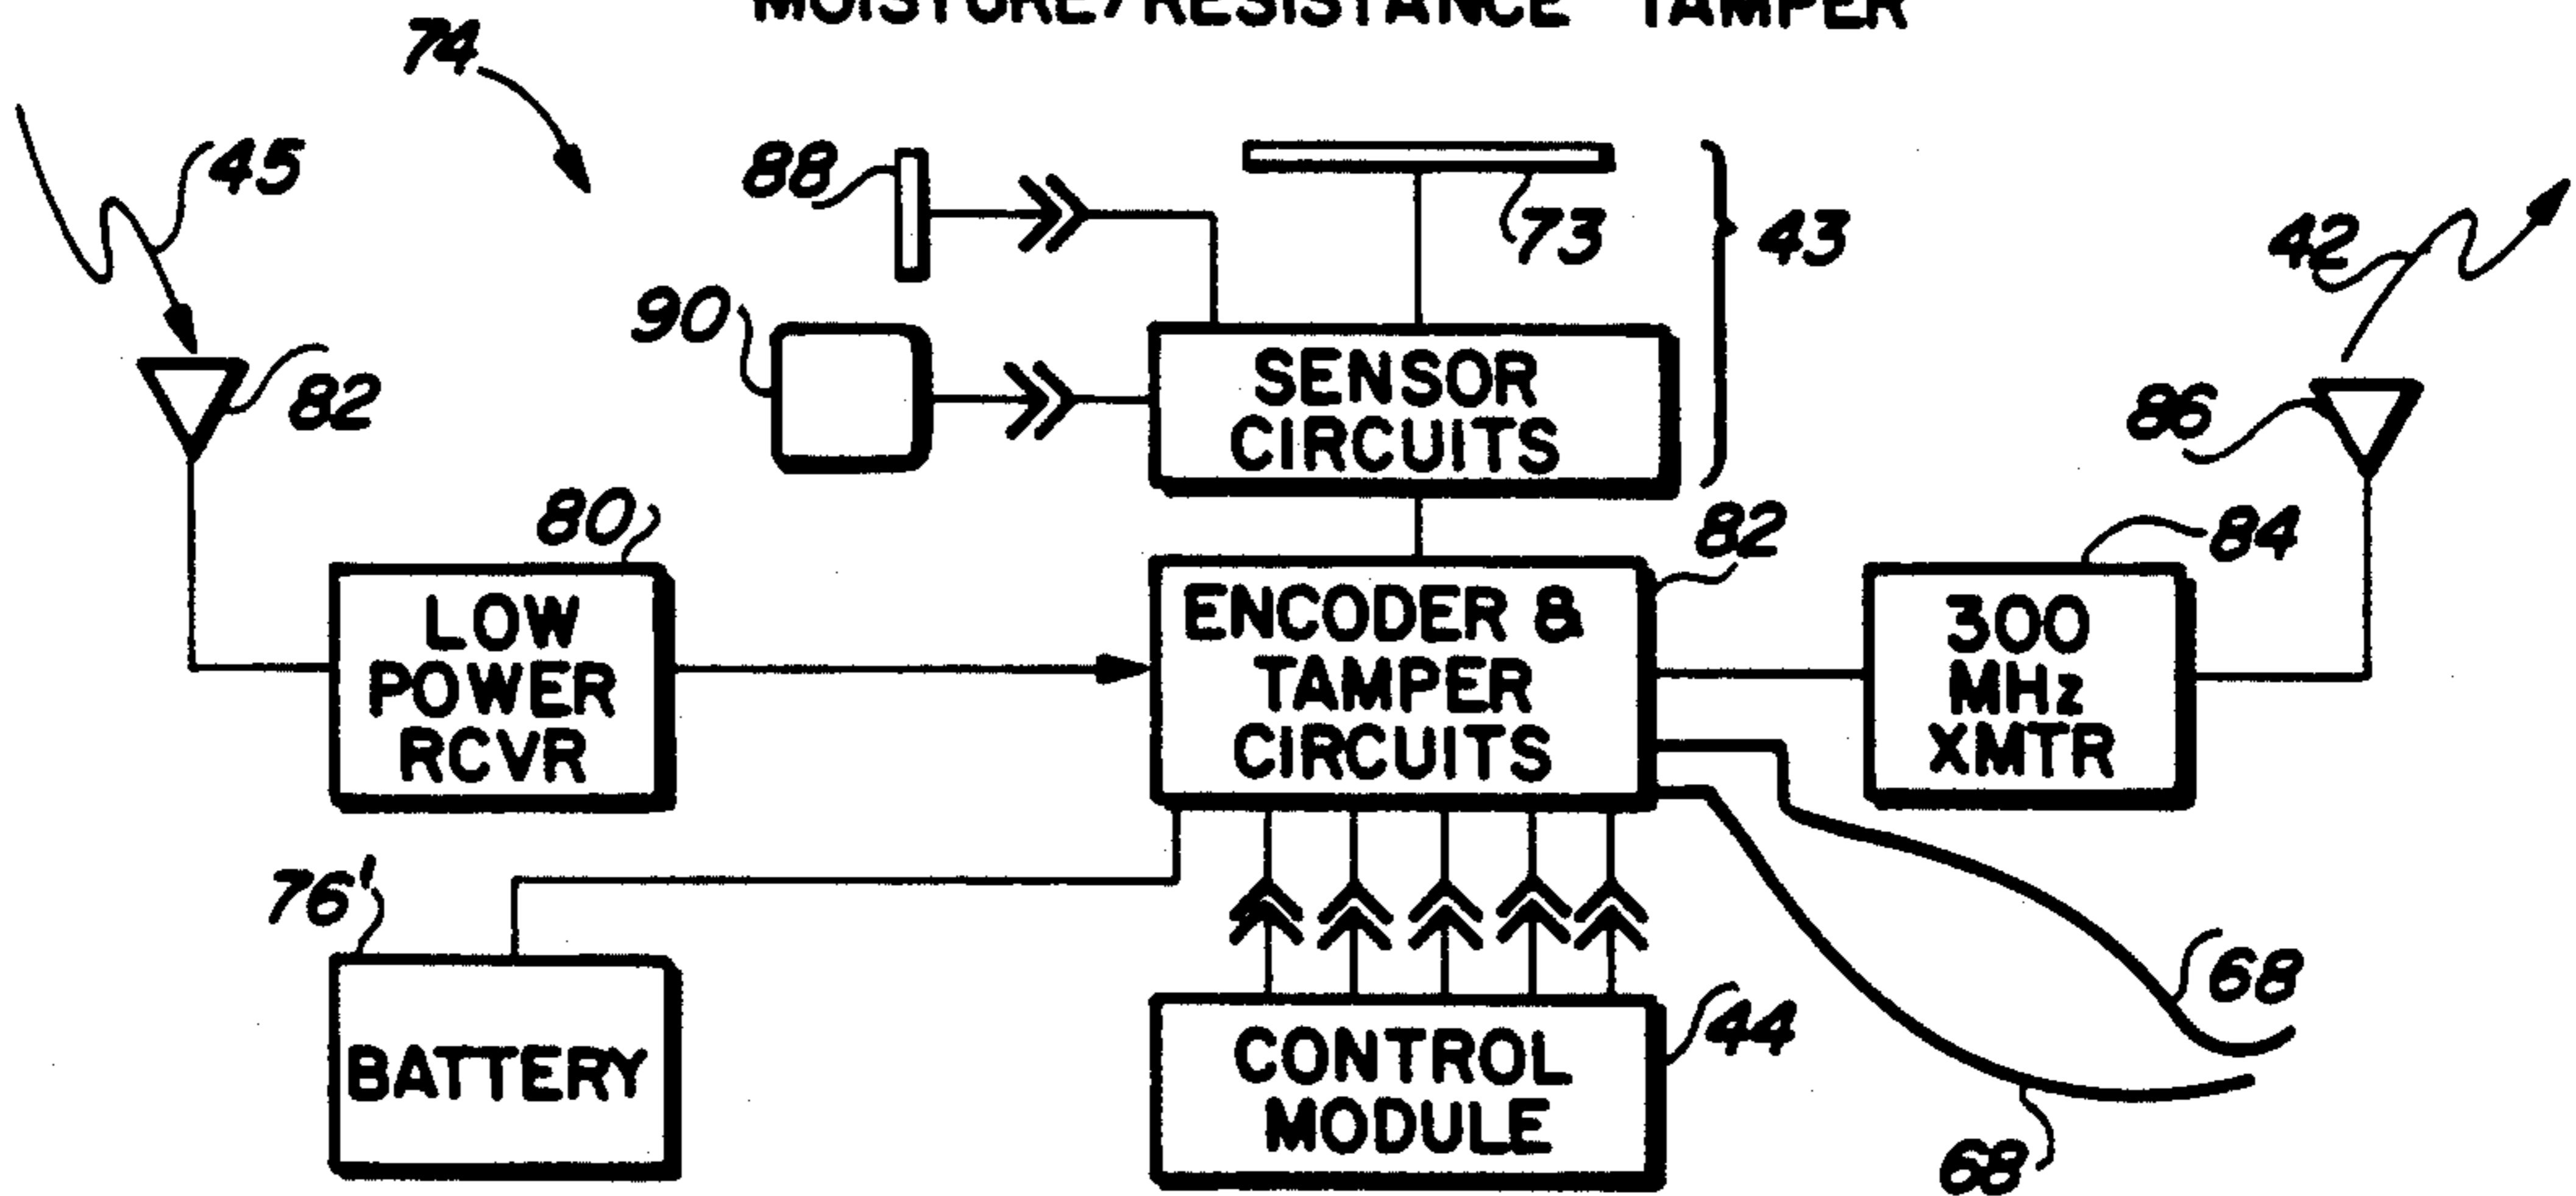 MOISTURE/RESISTANCE TAMPER
74
45
88
73
43
42
90
SENSOR
CIRCUITS
82
86
80
82
84
LOW
POWER
RCVR
ENCODER &
TAMPER
CIRCUITS
300
MHz
XMTR
76'
68
BATTERY
CONTROL
MODULE
44
68